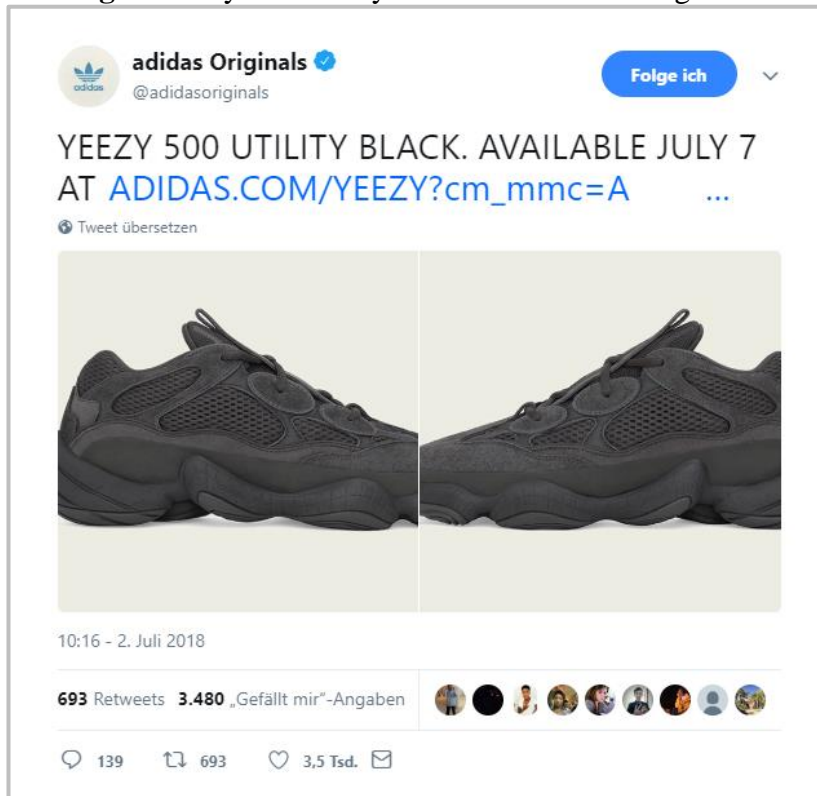 adidas Originals
@adidasoriginals
adidas
Folge ich
YEEZY 500 UTILITY BLACK. AVAILABLE JULY 7
AT ADIDAS.COM/YEEZY?cm_mmc=A ...
Tweet übersetzen
10:16 - 2. Juli 2018
693 Retweets 3.480 „Gefällt mir“-Angaben
139 693 3,5 Tsd.